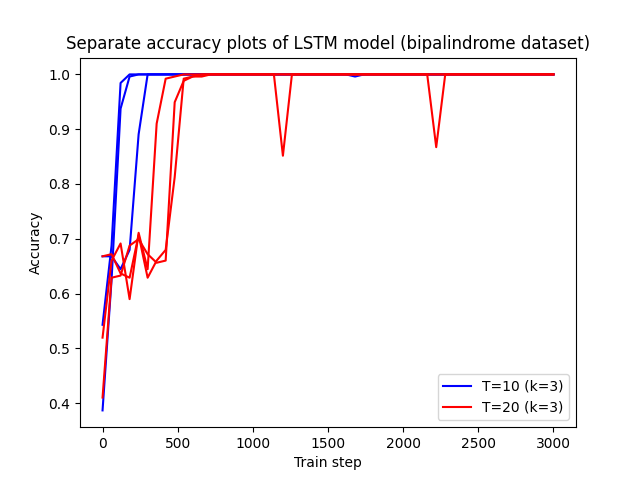 Separate accuracy plots of LSTM model (bipalindrome dataset)
1.0
0.9
0.8
0.7
0.6
0.5
0.4
Accuracy
0
500
1000
1500
2000
2500
3000
Train step
T=10 (k=3)
T=20 (k=3)